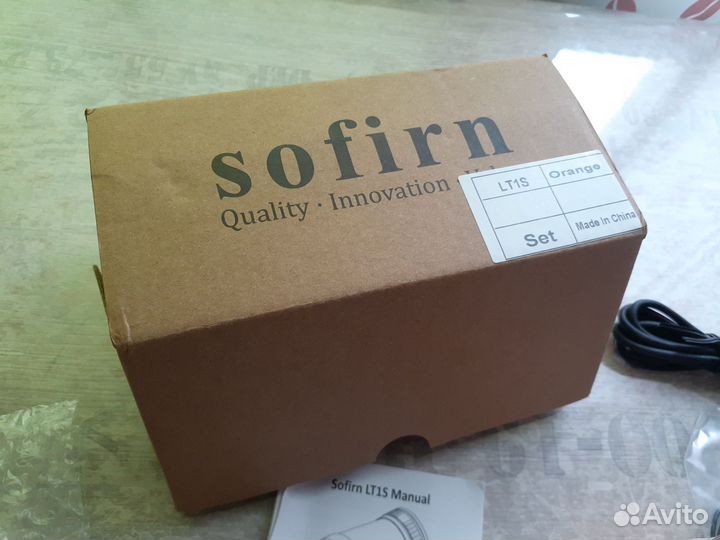 sofirn
Quality · Innovation ·
LT1S Orange
Set Made in China
Sofirn LT1S Manual
Avito